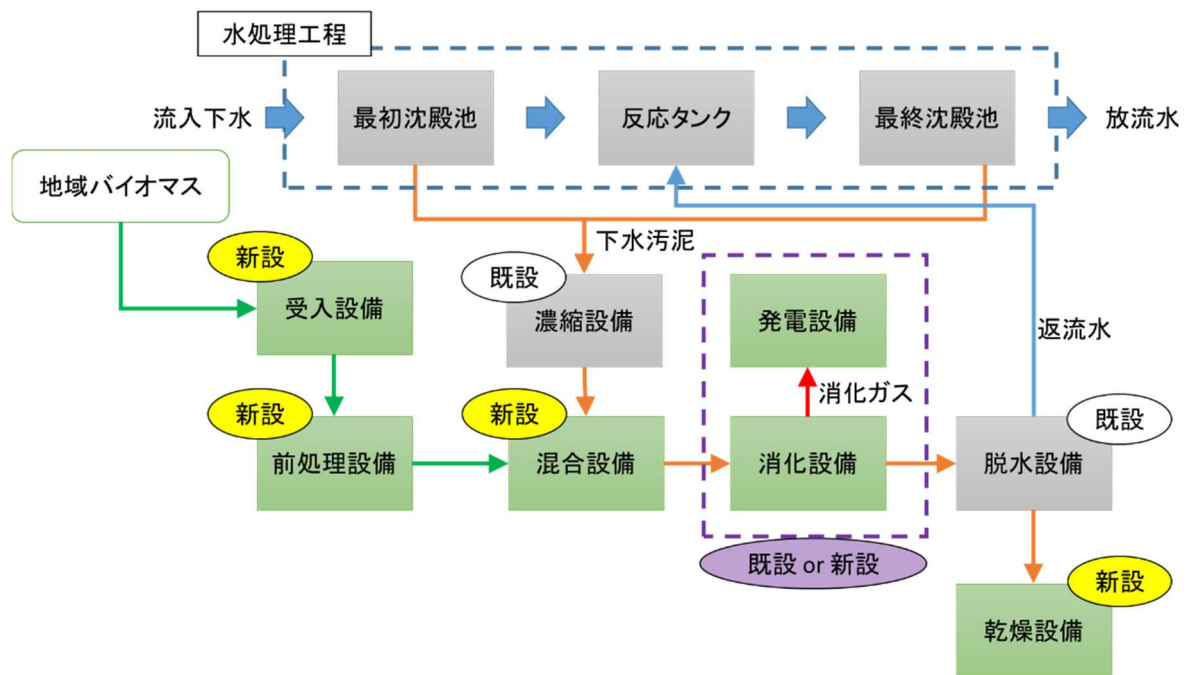 水処理工程
流入下水
最初沈殿池
反応タンク
最終沈殿池
放流水
地域バイオマス
下水汚泥
新設
受入設備
既設
濃縮設備
発電設備
返流水
消化ガス
新設
前処理設備
新設
混合設備
消化設備
既設
脱水設備
既設 or 新設
新設
乾燥設備